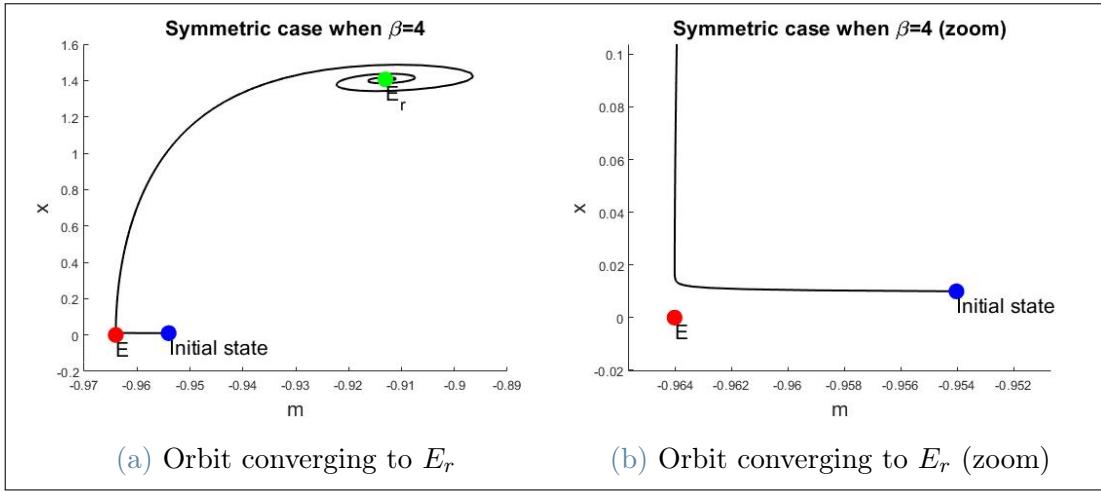 Symmetric case when β=4
1.6
1.4
1.2
1
0.8
0.6
0.4
0.2
0
-0.2
x
E_r
E
Initial state
-0.97 -0.96 -0.95 -0.94 -0.93 -0.92 -0.91 -0.9 -0.89
m
(a) Orbit converging to E_r
Symmetric case when β=4 (zoom)
0.1
0.08
0.06
0.04
0.02
0
-0.02
x
E
Initial state
-0.964 -0.962 -0.96 -0.958 -0.956 -0.954 -0.952
m
(b) Orbit converging to E_r (zoom)